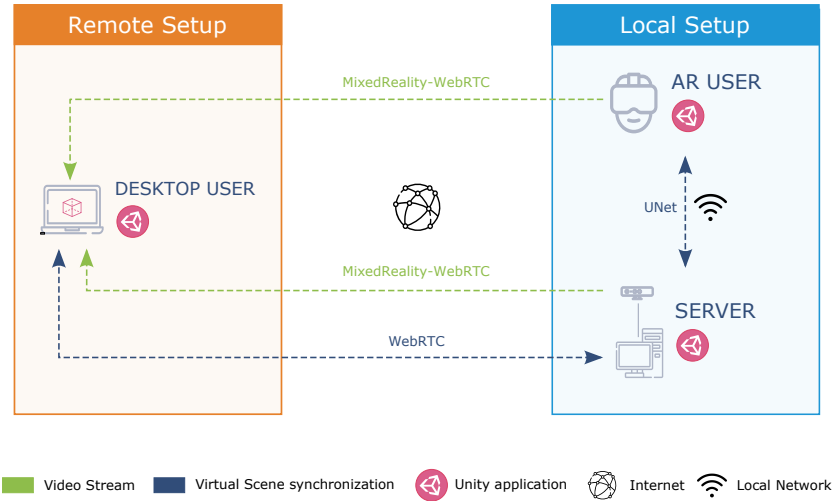 Remote Setup
Local Setup
MixedReality-WebRTC
AR USER
DESKTOP USER
UNet
MixedReality-WebRTC
SERVER
WebRTC
Video Stream
Virtual Scene synchronization
Unity application
Internet
Local Network